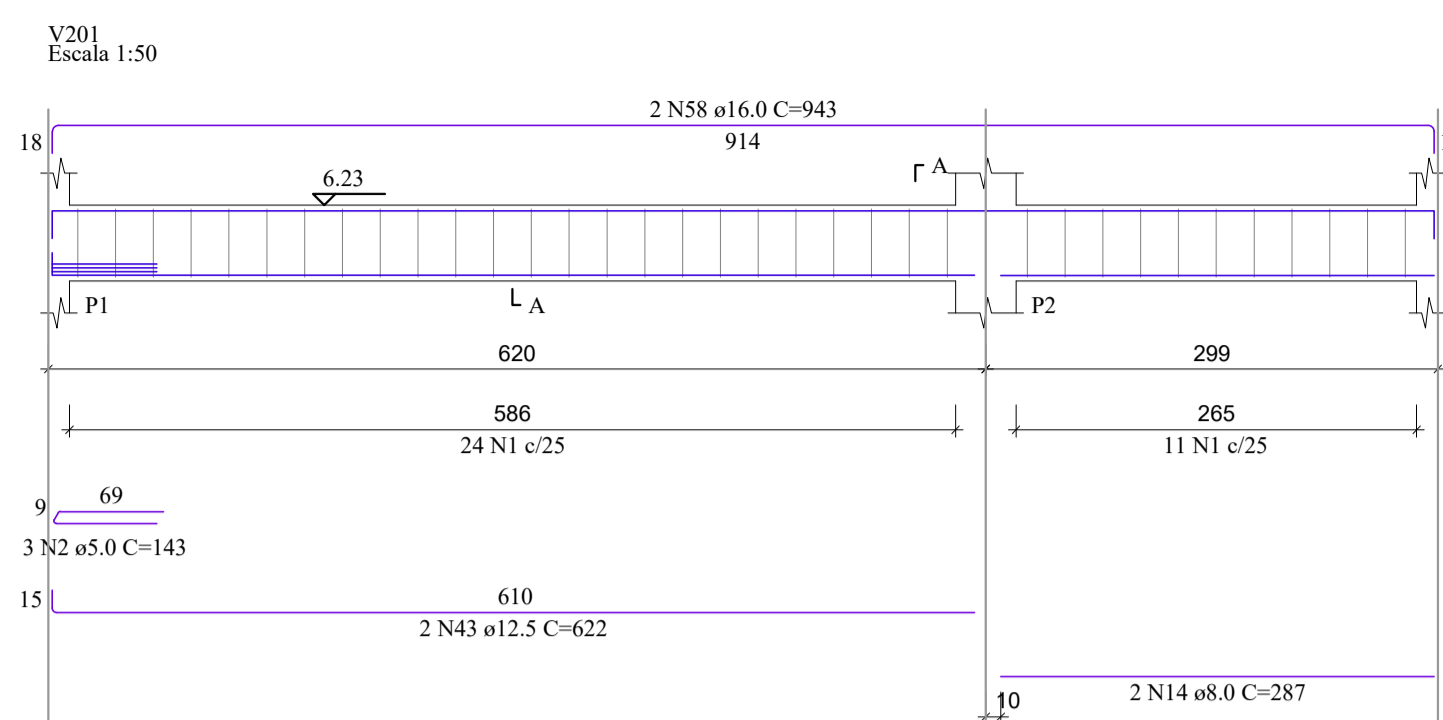 V201
Escala 1:50
2 N58 ø16.0 C=943
18
914
A
6.23
P1
A
P2
620
299
586
265
24 N1 c/25
11 N1 c/25
69
9
3 N2 ø5.0 C=143
15
610
2 N43 ø12.5 C=622
2 N14 ø8.0 C=287
10